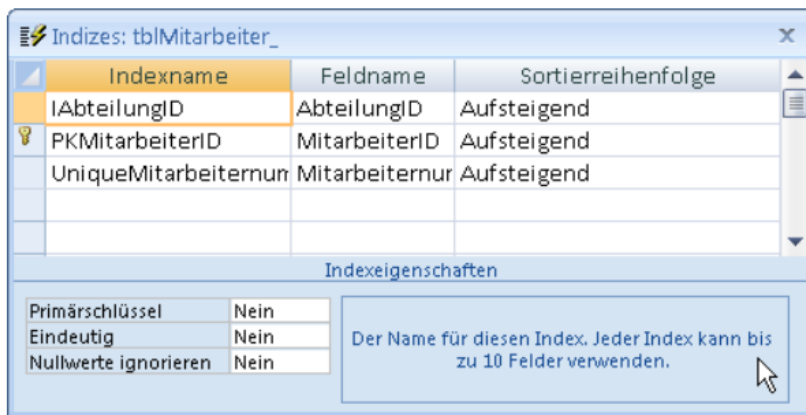 Indizes: tblMitarbeiter_
Indexname Feldname Sortierreihenfolge
IAbteilungID AbteilungID Aufsteigend
PKMitarbeiterID MitarbeiterID Aufsteigend
UniqueMitarbeiternum Mitarbeiternur Aufsteigend
Indexeigenschaften
Primärschlüssel Nein
Eindeutig Nein
Nullwerte ignorieren Nein
Der Name für diesen Index. Jeder Index kann bis
zu 10 Felder verwenden.